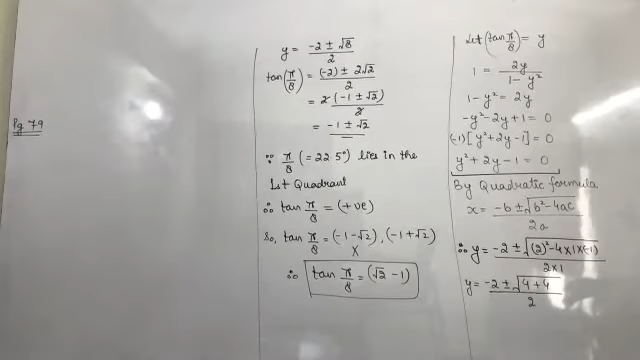 Pg 79
Let (tan π/8) = y
1 = 2y / 1 - y²
1 - y² = 2y
-y² - 2y + 1 = 0
(-1) [y² + 2y - 1] = 0
y² + 2y - 1 = 0
By Quadratic formula
x = -b ± √b² - 4ac / 2a
∴ y = -2 ± √(2)² - 4×1×(-1) / 2×1
y = -2 ± √4 + 4 / 2
y = -2 ± √8 / 2
tan(π/8) = (-2) ± 2√2 / 2
= 2 (-1 ± √2) / 2
= -1 ± √2
∵ π/8 (= 22.5°) lies in the
Ist Quadrant
∴ tan π/8 = (+ve)
So, tan π/8 = (-1 - √2), (-1 + √2)
X
∴ tan π/8 = (√2 - 1)